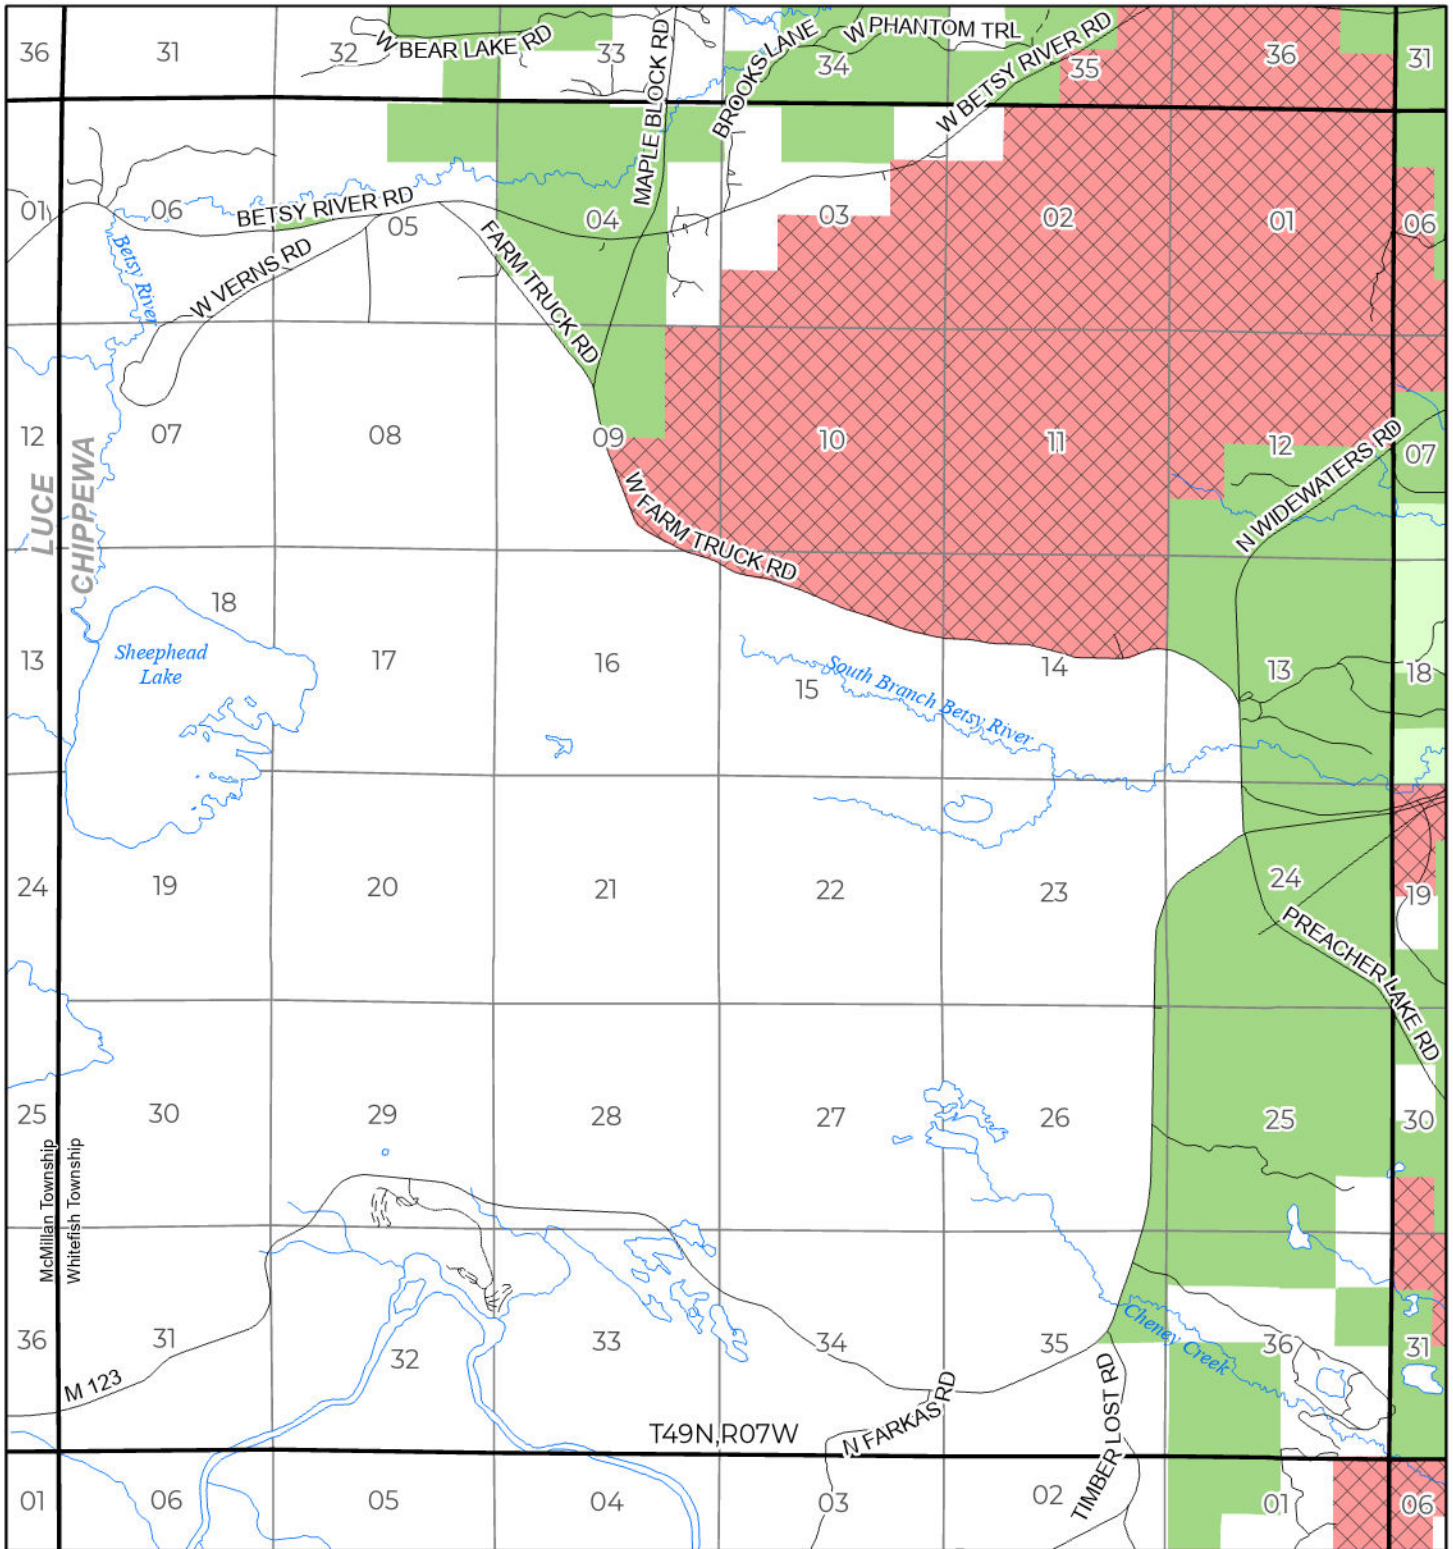 36 31 32 33 34 35 36 31
W BEAR LAKE RD
MAPLE BLOCK RD
BROOKS LANE
W PHANTOM TRL
W BETSY RIVER RD
01 06 05 04 03 02 01 06
BETSY RIVER RD
W VERNS RD
FARM TRUCK RD
Betsy River
12 07 08 09 10 11 12 07
LUCE
CHIPPEWA
W FARM TRUCK RD
N WIDEWATERS RD
13 18 17 16 15 14 13 18
Sheephead
Lake
South Branch Betsy River
24 19 20 21 22 23 24 19
PREACHER LAKE RD
25 30 29 28 27 26 25 30
McMillan Township
Whitefish Township
36 31 32 33 34 35 36 31
Cheney Creek
M 123
N FARKAS RD
TIMBER LOST RD
T49N,R07W
01 06 05 04 03 02 01 06